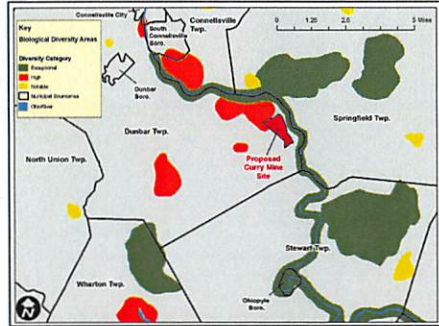 Connellsville City
Connellsville
Twp.
Key
Biological Diversity Areas
Diversity Category
Exceptional
High
Notable
Municipal Boundaries
South
Connellsville
Boro.
0 1.25 2.5 5 Miles
Dunbar
Boro.
Dunbar Twp.
Springfield Twp.
North Union Twp.
Proposed
Curry Mine
Site
Stewart Twp.
Wharton Twp.
Ohiopyle
Boro.
N